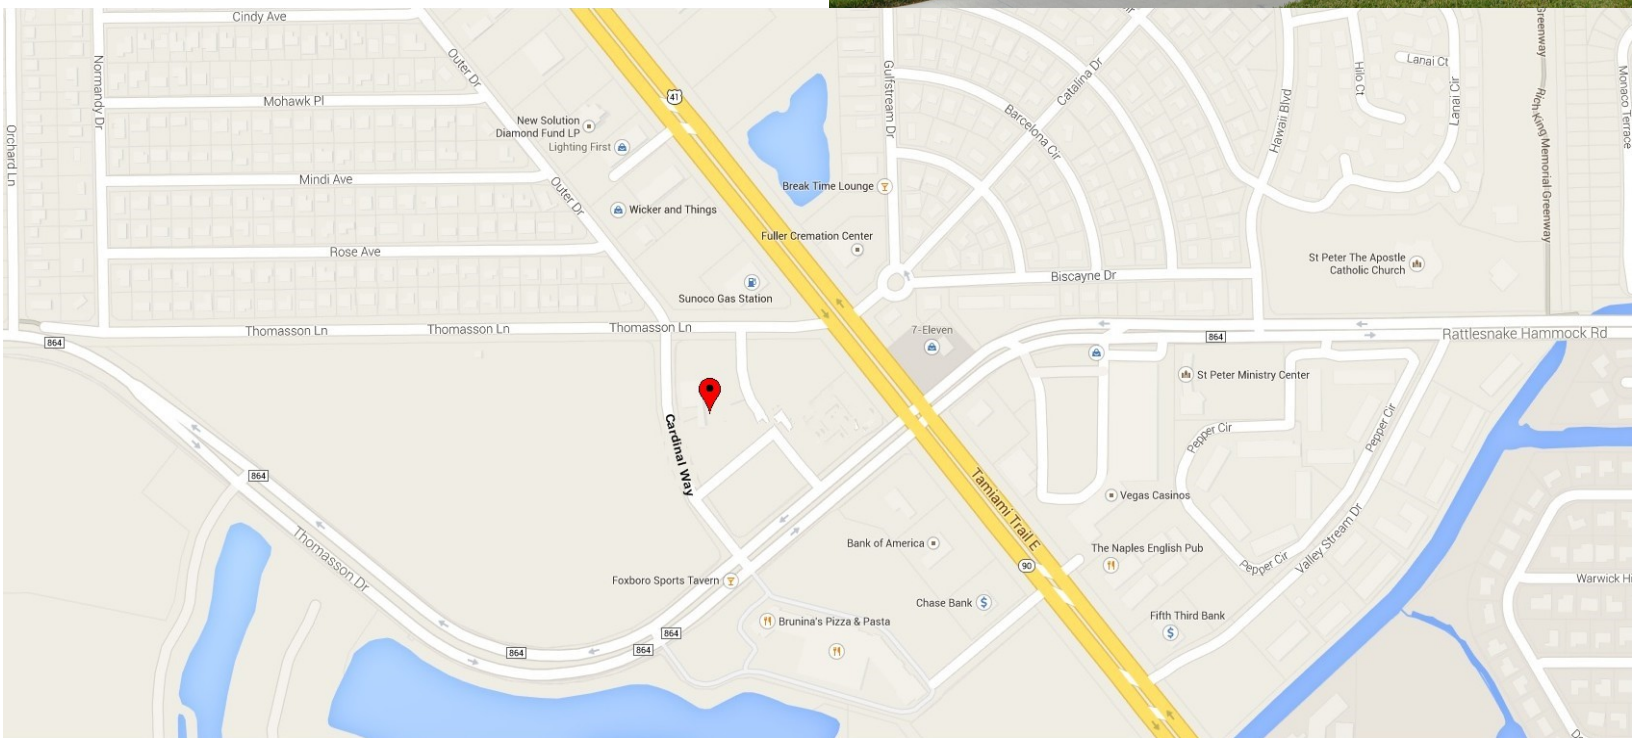 Cindy Ave
Normandy Dr
Orchard Ln
Mohawk Pl
Mindi Ave
Rose Ave
Outer Dr
Outer Dr
41
New Solution
Diamond Fund LP
Lighting First
Wicker and Things
Sunoco Gas Station
Thomasson Ln
Thomasson Ln
Thomasson Ln
Break Time Lounge
Fuller Cremation Center
Gulfstream Dr
Catalina Dr
Barcelona Cir
Biscayne Dr
Hawaii Blvd
Hilo Ct
Lanai Ct
Lanai Cir
Greenway
Rich King Memorial Greenway
Monaco Terrace
St Peter The Apostle
Catholic Church
7-Eleven
864
Rattlesnake Hammock Rd
St Peter Ministry Center
Pepper Cir
Pepper Cir
Pepper Cir
Valley Stream Dr
Vegas Casinos
The Naples English Pub
Fifth Third Bank
Warwick Hi
Tamiami Trail E
90
Bank of America
Chase Bank
Cardinal Way
Foxboro Sports Tavern
Brunina's Pizza & Pasta
864
864
Thomasson Dr
864
864
864